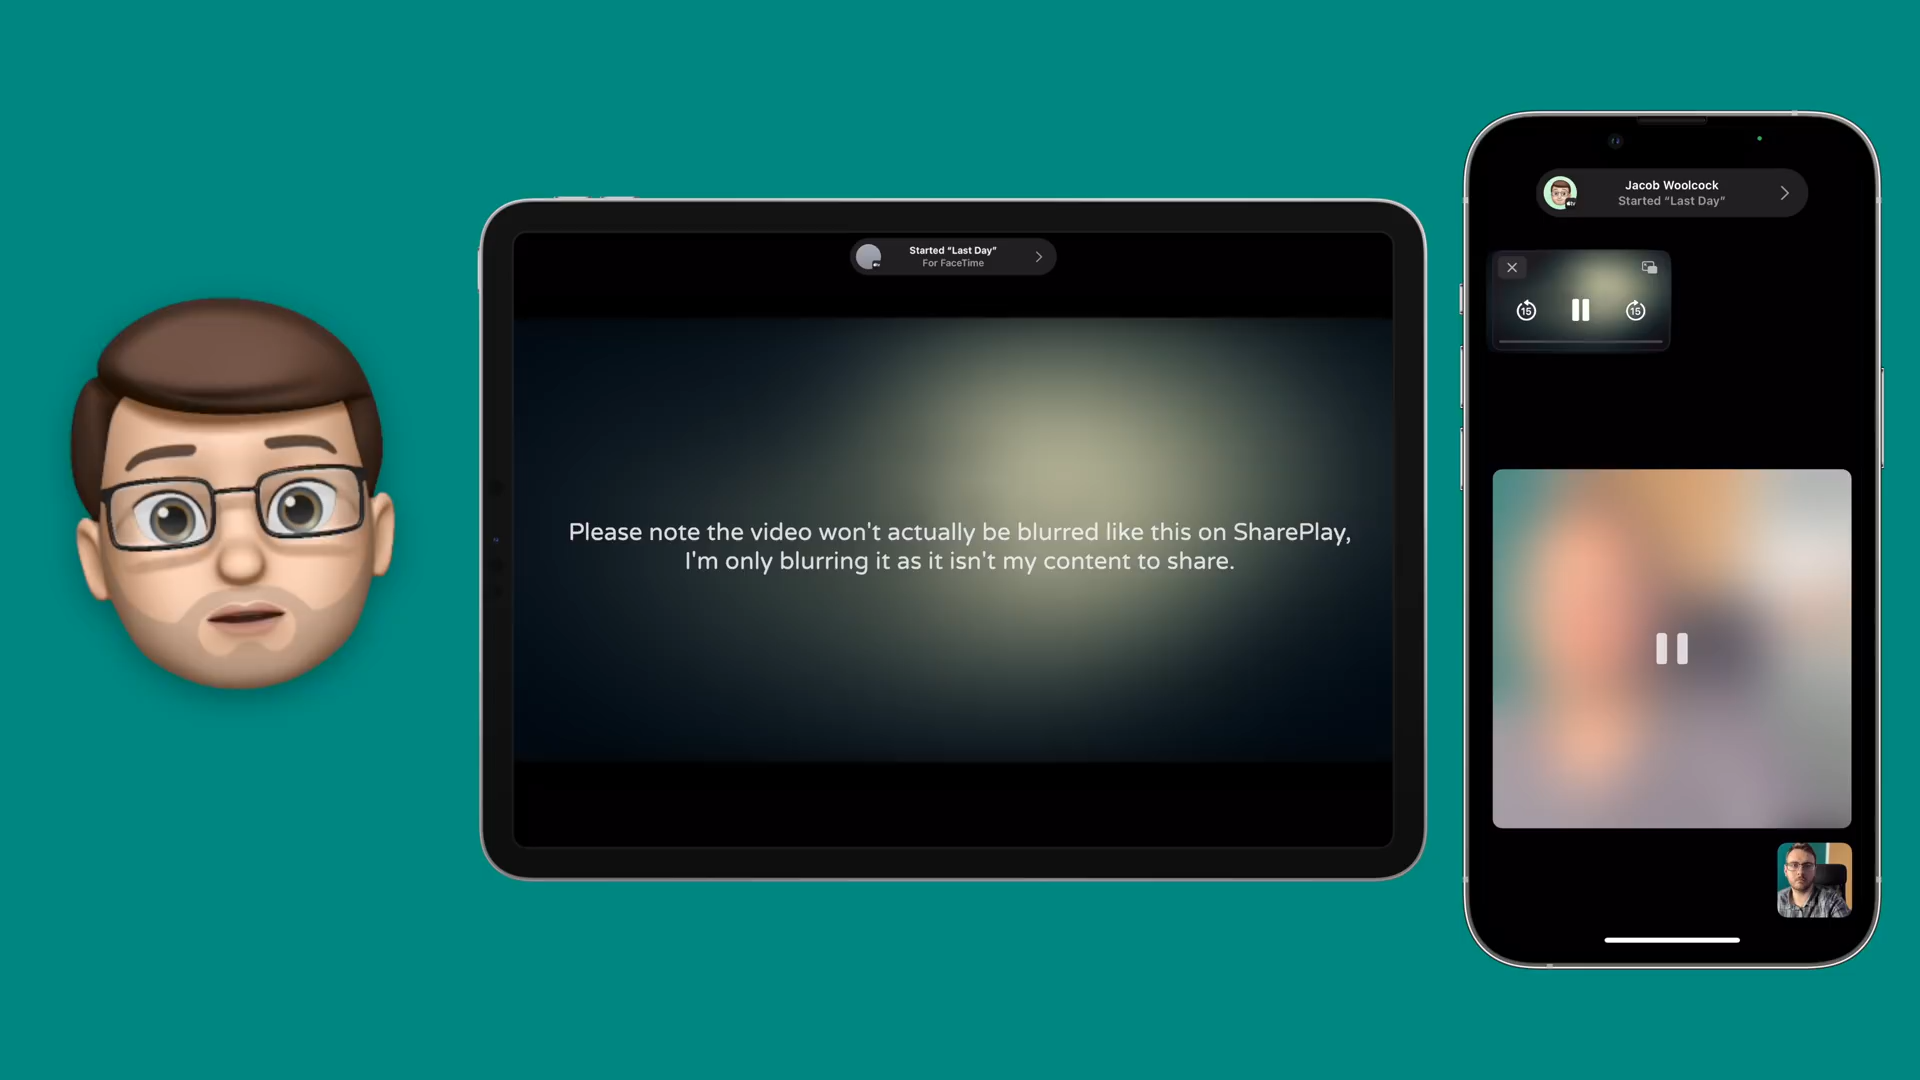 Started “Last Day”
For FaceTime
Please note the video won't actually be blurred like this on SharePlay,
I'm only blurring it as it isn't my content to share.
Jacob Woolcock
Started “Last Day”
15
15